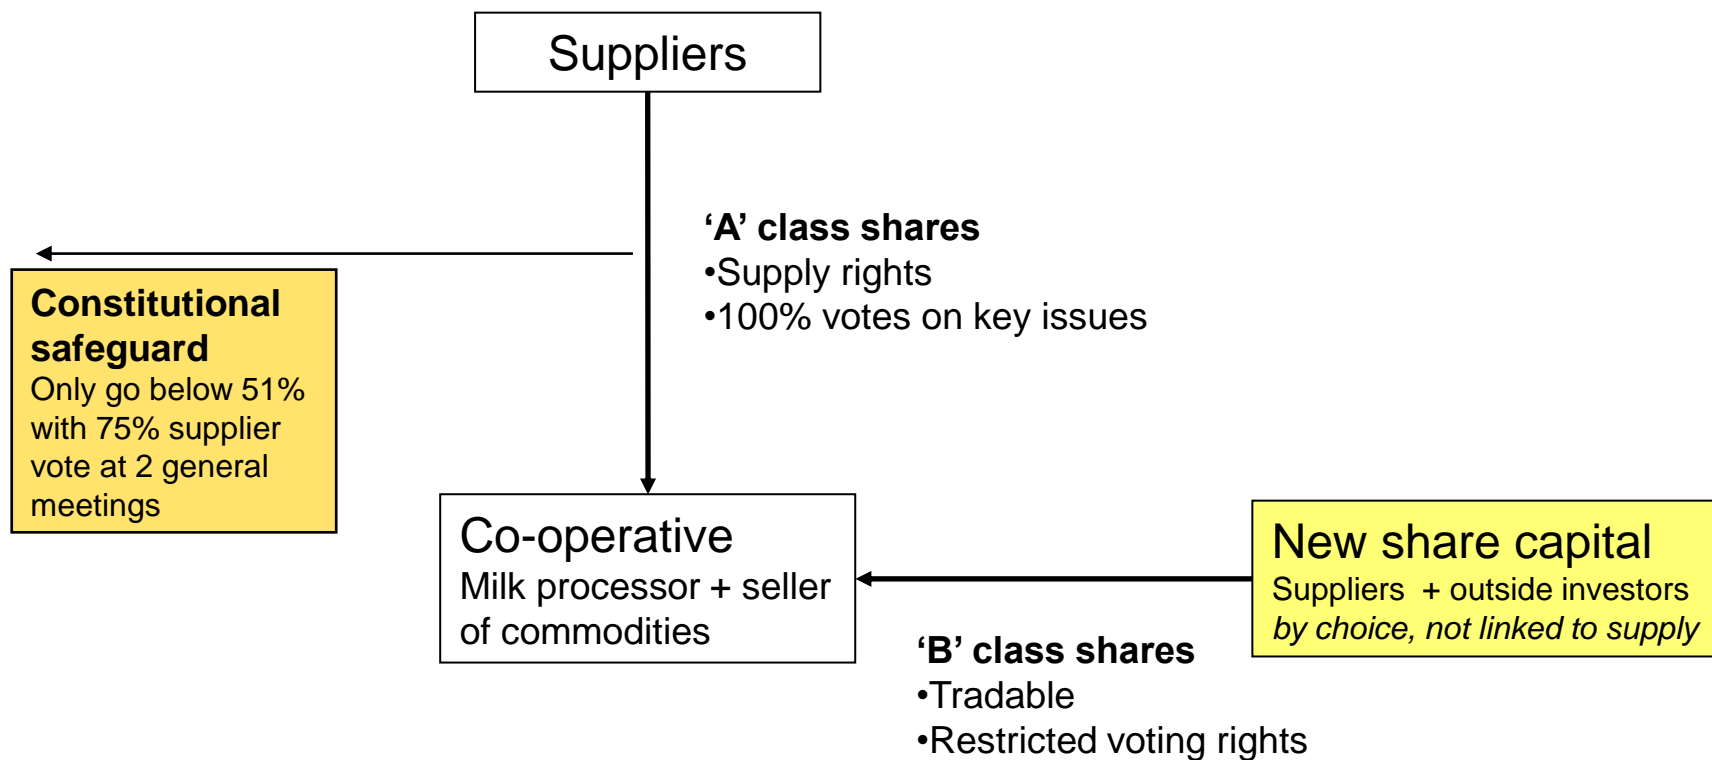 Suppliers
‘A’ class shares
•Supply rights
•100% votes on key issues
Constitutional
safeguard
Only go below 51%
with 75% supplier
vote at 2 general
meetings
Co-operative
Milk processor + seller
of commodities
New share capital
Suppliers + outside investors
by choice, not linked to supply
‘B’ class shares
•Tradable
•Restricted voting rights